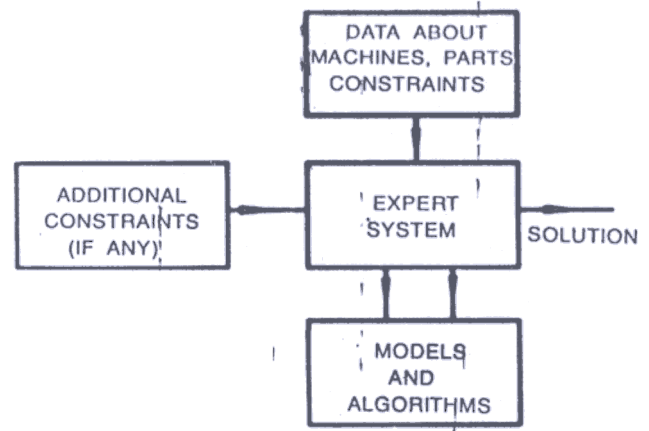 DATA ABOUT
MACHINES, PARTS
CONSTRAINTS
ADDITIONAL
CONSTRAINTS
(IF ANY)
EXPERT
SYSTEM
SOLUTION
MODELS
AND
ALGORITHMS